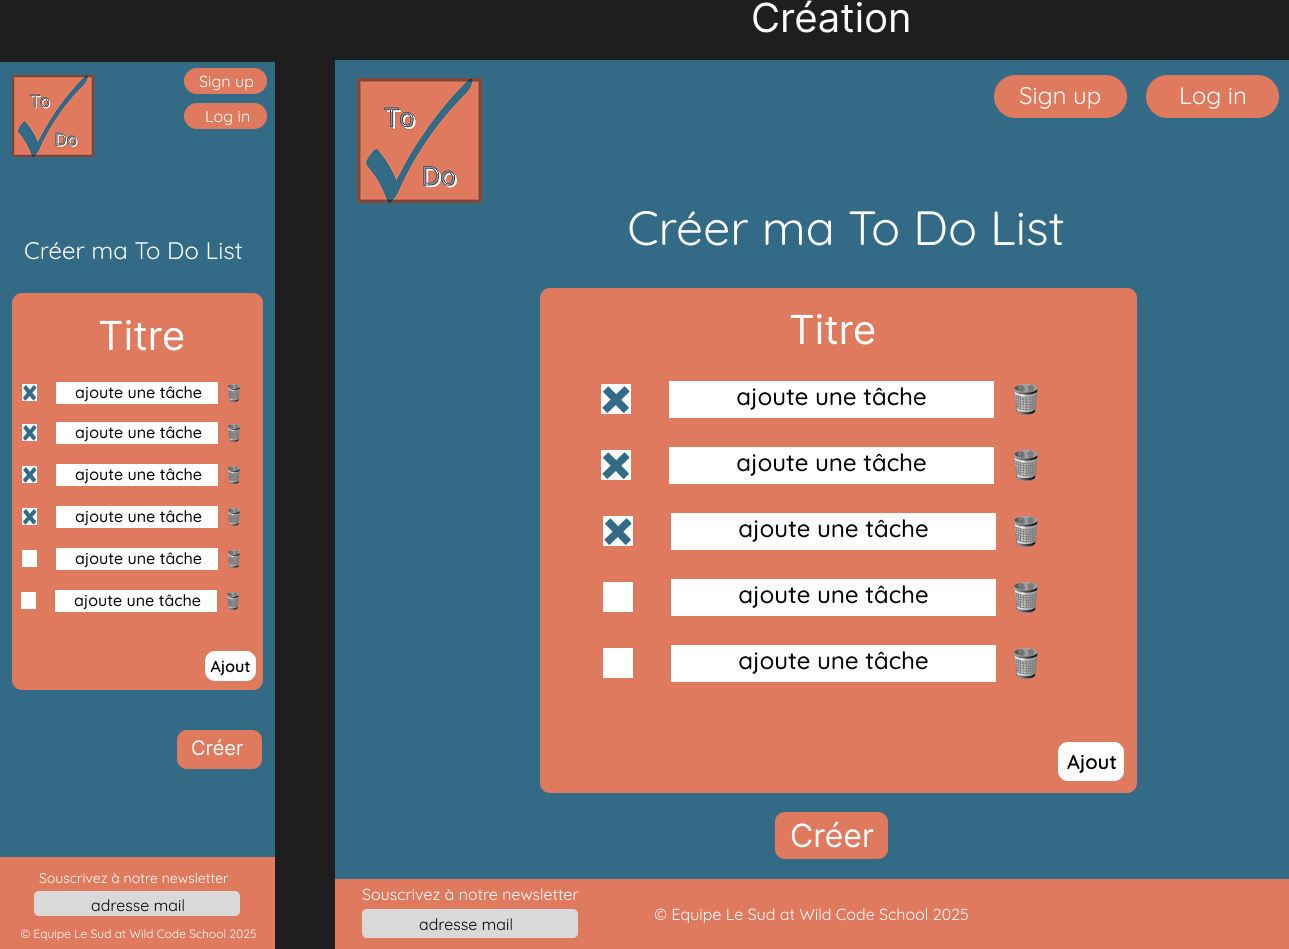 Création
Sign up
Log in
To
Do
Créer ma To Do List
Titre
ajoute une tâche
ajoute une tâche
ajoute une tâche
ajoute une tâche
ajoute une tâche
ajoute une tâche
Ajout
Créer
Souscrivez à notre newsletter
adresse mail
© Equipe Le Sud at Wild Code School 2025
Sign up Log in
To
Do
Créer ma To Do List
Titre
ajoute une tâche
ajoute une tâche
ajoute une tâche
ajoute une tâche
ajoute une tâche
Ajout
Créer
Souscrivez à notre newsletter
adresse mail
© Equipe Le Sud at Wild Code School 2025